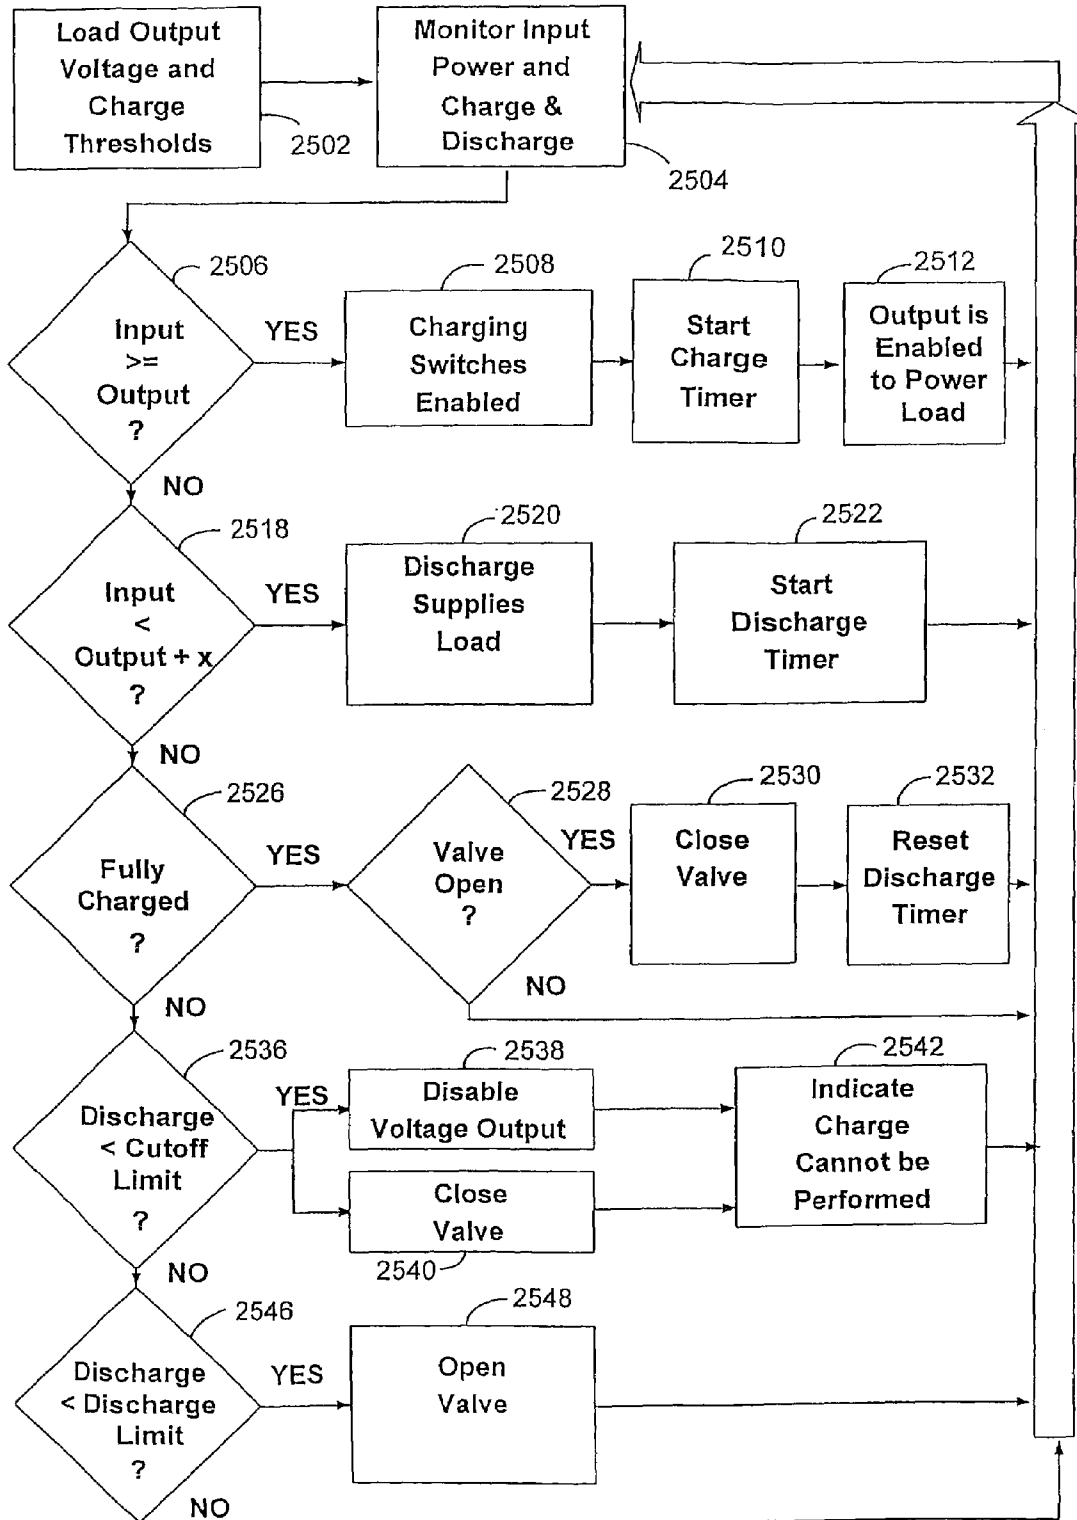 Load Output
Voltage and
Charge
Thresholds
2502
Monitor Input
Power and
Charge &
Discharge
2504
2506
Input
>=
Output
?
YES
NO
2508
Charging
Switches
Enabled
2510
Start
Charge
Timer
2512
Output is
Enabled
to Power
Load
2518
Input
<
Output + x
?
YES
NO
2520
Discharge
Supplies
Load
2522
Start
Discharge
Timer
2526
Fully
Charged
?
YES
NO
2528
Valve
Open
?
YES
NO
2530
Close
Valve
2532
Reset
Discharge
Timer
2536
Discharge
< Cutoff
Limit
?
YES
NO
2538
Disable
Voltage Output
Close
Valve
2540
2542
Indicate
Charge
Cannot be
Performed
2546
Discharge
< Discharge
Limit
?
YES
NO
2548
Open
Valve